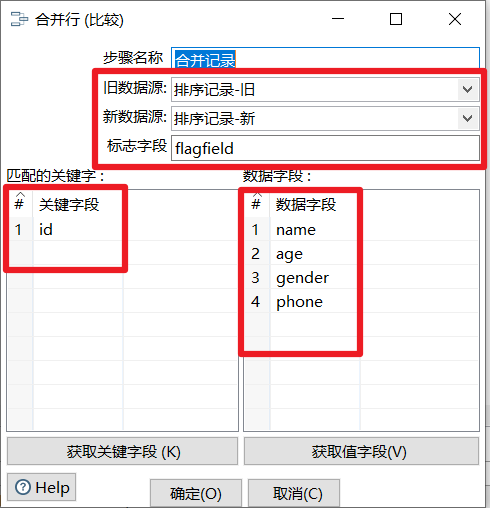 合并行 (比较)
步骤名称 合并记录
旧数据源: 排序记录-旧
新数据源: 排序记录-新
标志字段 flagfield
匹配的关键字 : 数据字段 :
# 关键字段 # 数据字段
1 id 1 name
2 age
3 gender
4 phone
获取关键字段 (K) 获取值字段(V)
Help
确定(O) 取消(C)